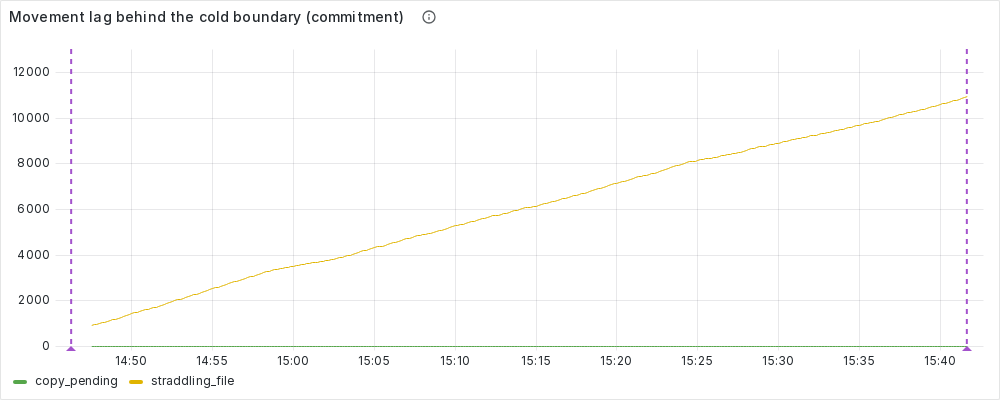 Movement lag behind the cold boundary (commitment)
12000
10000
8000
6000
4000
2000
0
14:50 14:55 15:00 15:05 15:10 15:15 15:20 15:25 15:30 15:35 15:40
copy_pending straddling_file